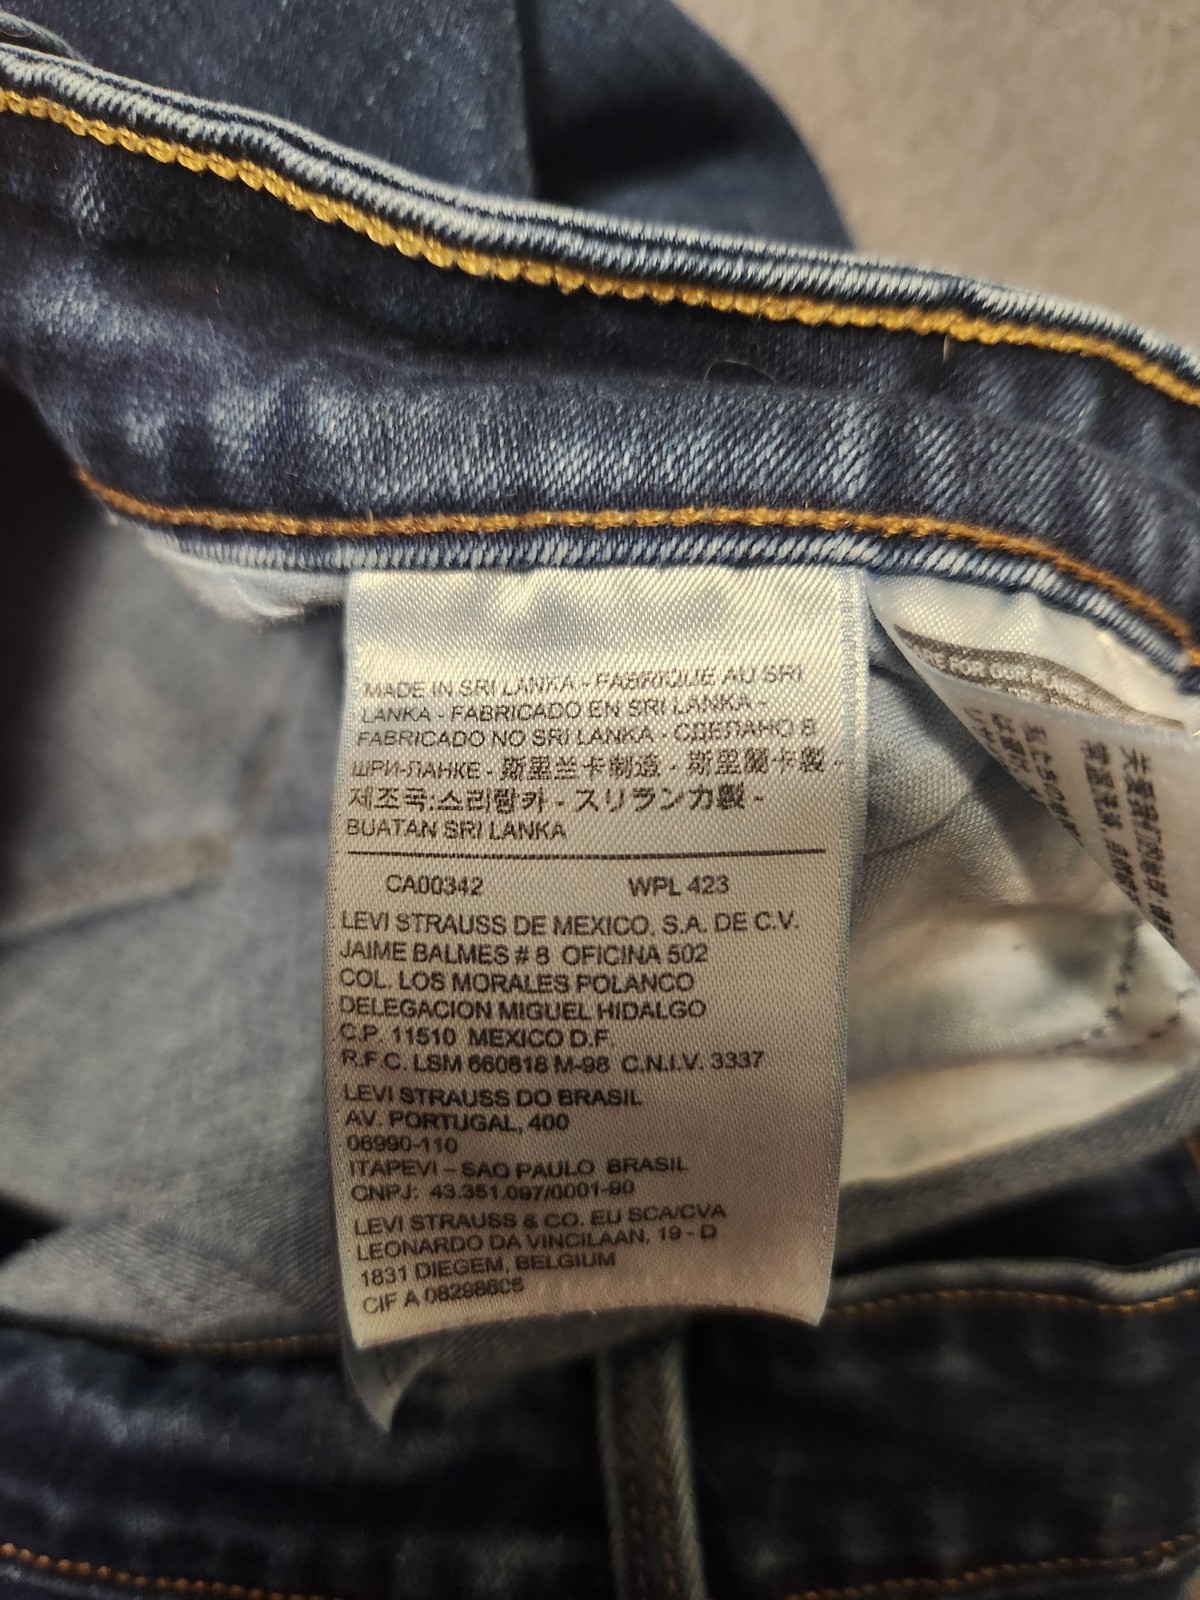 MADE IN SRI LANKA - FABRIQUE AU SRI
LANKA - FABRICADO EN SRI LANKA -
FABRICADO NO SRI LANKA - СДЕЛАНО В
ШРИ-ЛАНКЕ - 斯里兰卡制造 - 斯里蘭卡製 -
제조국:스리랑카 - スリランカ製 -
BUATAN SRI LANKA
CA00342 WPL 423
LEVI STRAUSS DE MEXICO, S.A. DE C.V.
JAIME BALMES # 8 OFICINA 502
COL. LOS MORALES POLANCO
DELEGACION MIGUEL HIDALGO
C.P. 11510 MEXICO D.F.
R.F.C. LSM 660818 M-98 C.N.I.V. 3337
LEVI STRAUSS DO BRASIL
AV. PORTUGAL, 400
06990-110
ITAPEVI – SAO PAULO BRASIL
CNPJ: 43.351.097/0001-90
LEVI STRAUSS & CO. EU SCA/CVA
LEONARDO DA VINCILAAN, 19 - D
1831 DIEGEM, BELGIUM
CIF A 08298608
FOR OUR